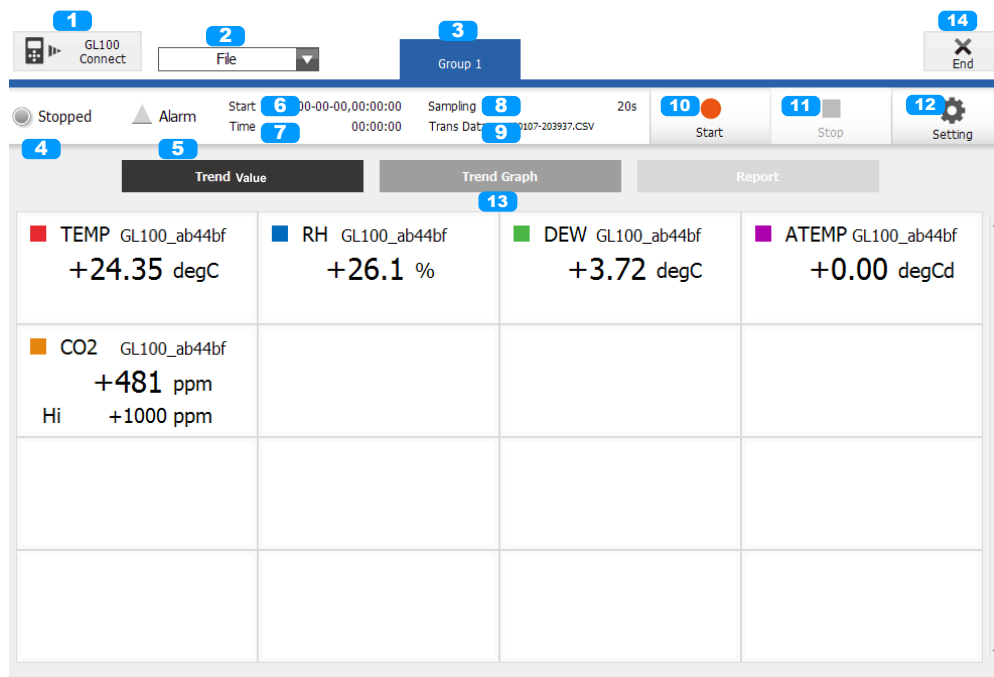 1
2
3
14
GL100
Connect
File
Group 1
End
Stopped
Alarm
Start 6 00-00-00,00:00:00
Time 7 00:00:00
Sampling 8 20s
Trans Dat 9 0107-203937.CSV
10
Start
11
Stop
12
Setting
4
5
Trend Value
Trend Graph
Report
13
TEMP GL100_ab44bf
+24.35 degC
RH GL100_ab44bf
+26.1 %
DEW GL100_ab44bf
+3.72 degC
ATEMP GL100_ab44bf
+0.00 degCd
CO2 GL100_ab44bf
+481 ppm
Hi +1000 ppm